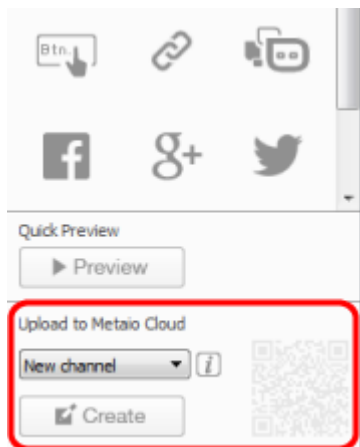 Btn.
g+
Quick Preview
Preview
Upload to Metaio Cloud
New channel
i
Create